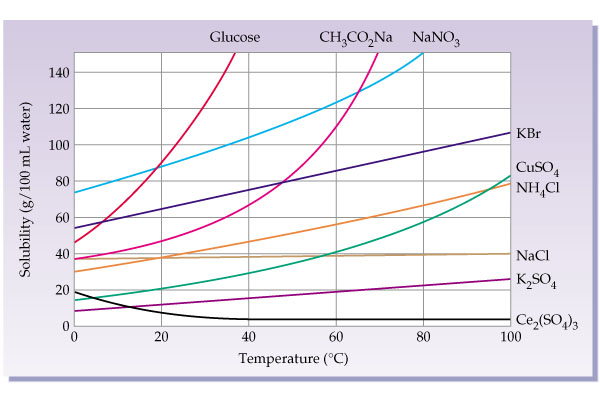 Glucose CH₃CO₂Na NaNO₃
140
120
100
80
60
40
20
0
Solubility (g/100 mL water)
KBr
CuSO₄
NH₄Cl
NaCl
K₂SO₄
Ce₂(SO₄)₃
0 20 40 60 80 100
Temperature (°C)